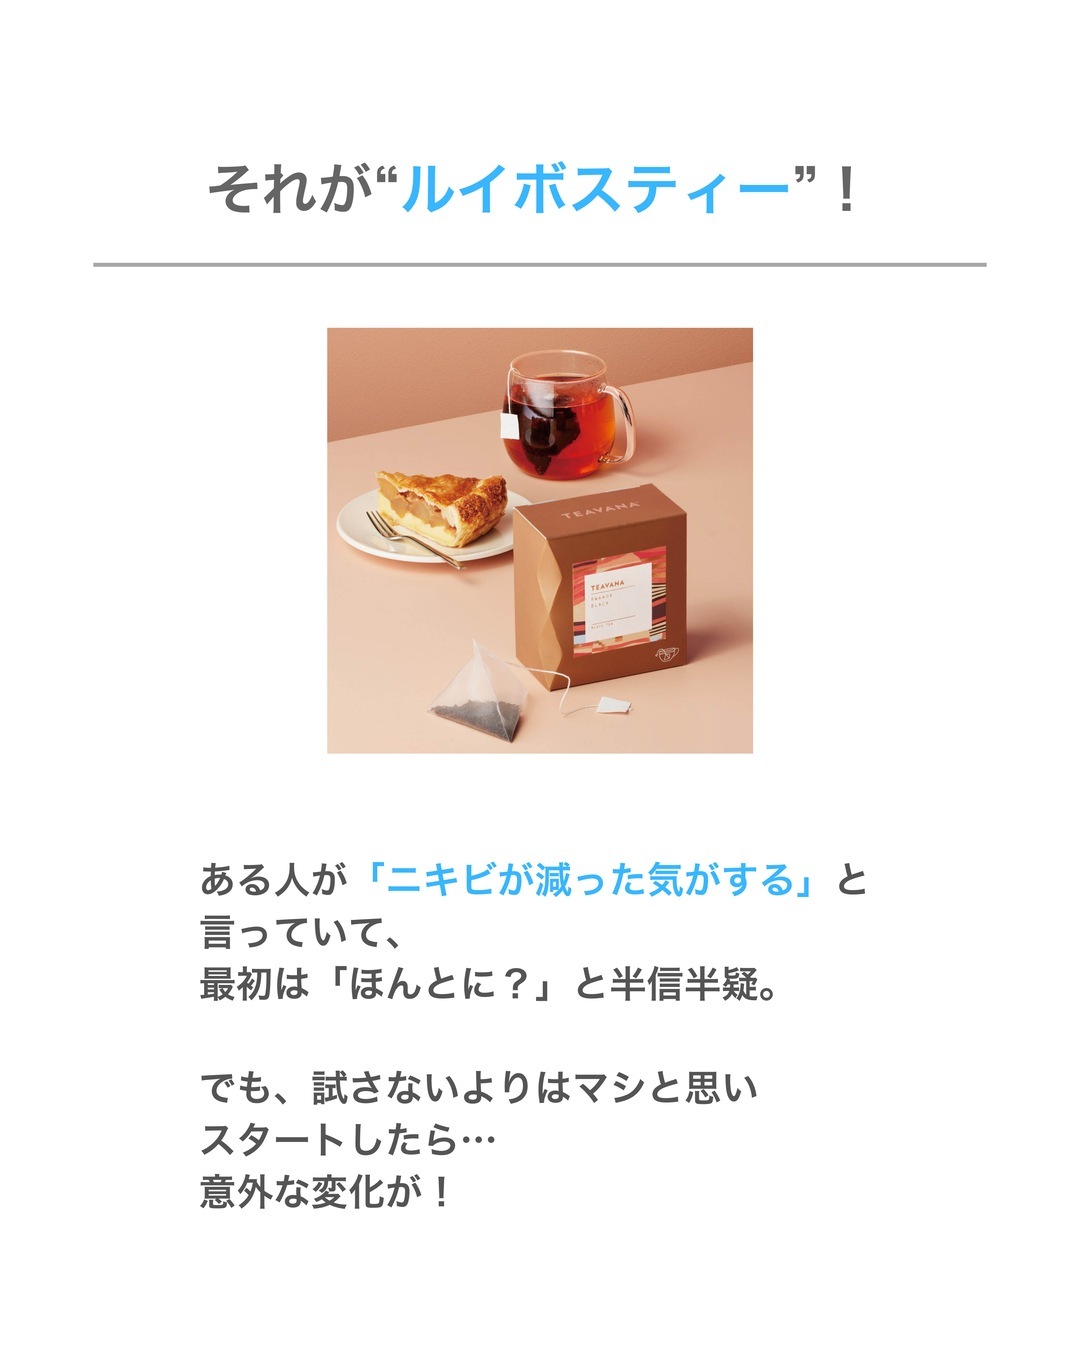 それが“ルイボスティー”！
TEAVANA
TEAVANA
BLACK
ある人が「ニキビが減った気がする」と
言っていて、
最初は「ほんとに？」と半信半疑。
でも、試さないよりはマシと思い
スタートしたら…
意外な変化が！